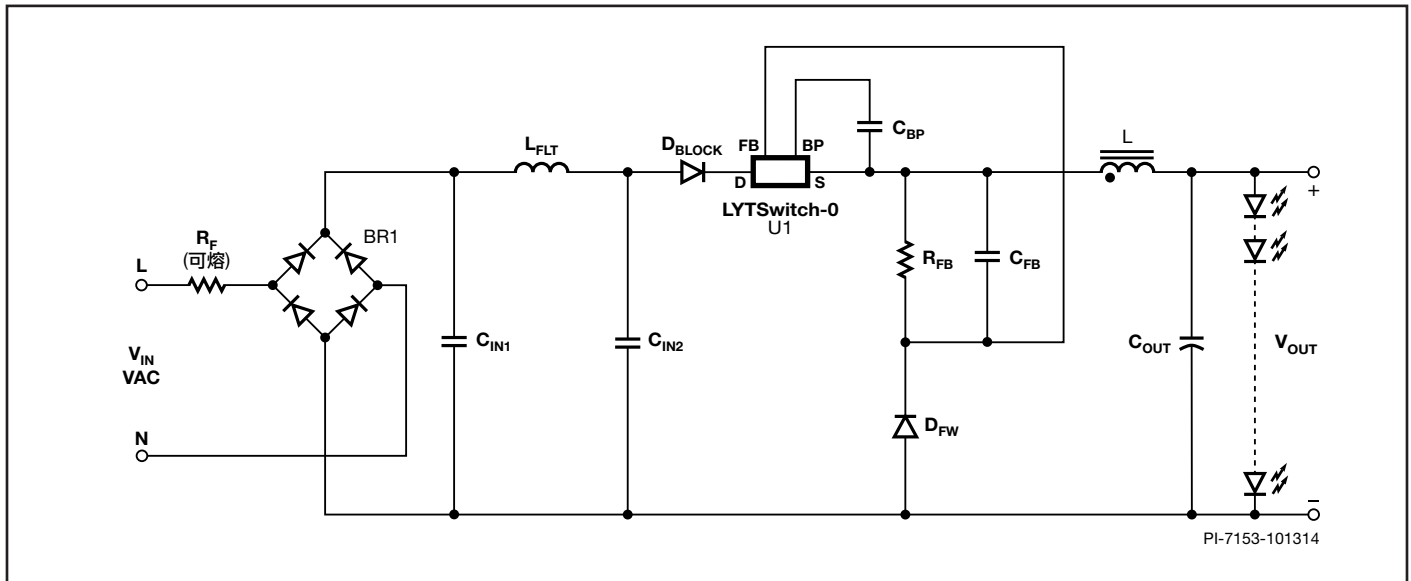 FB
BP
C_BP
L_FLT
D_BLOCK
D
S
LYTSwitch-0
U1
L
+
R_F
(可熔)
BR1
L
R_FB
C_FB
C_IN1
C_IN2
C_OUT
V_OUT
V_IN
VAC
N
D_FW
–
PI-7153-101314